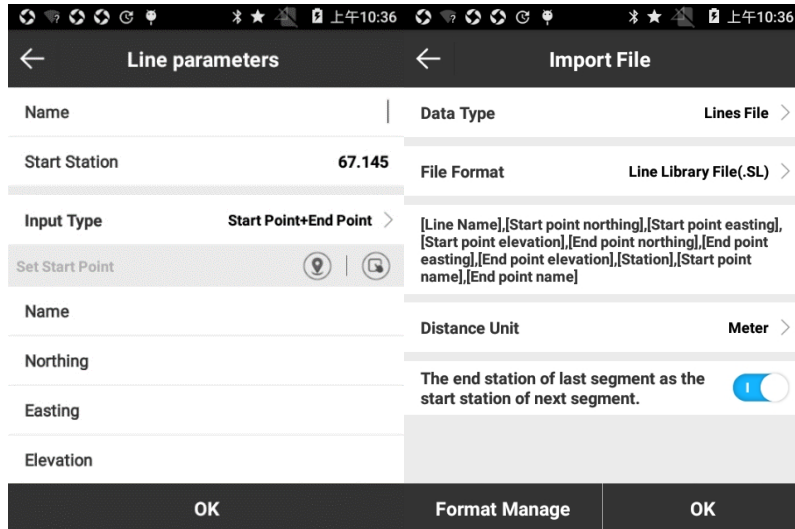 上午10:36
Line parameters
Name
Start Station 67.145
Input Type Start Point+End Point
Set Start Point
Name
Northing
Easting
Elevation
OK
上午10:36
Import File
Data Type Lines File
File Format Line Library File(.SL)
[Line Name],[Start point northing],[Start point easting],
[Start point elevation],[End point northing],[End point
easting],[End point elevation],[Station],[Start point
name],[End point name]
Distance Unit Meter
The end station of last segment as the
start station of next segment.
Format Manage OK